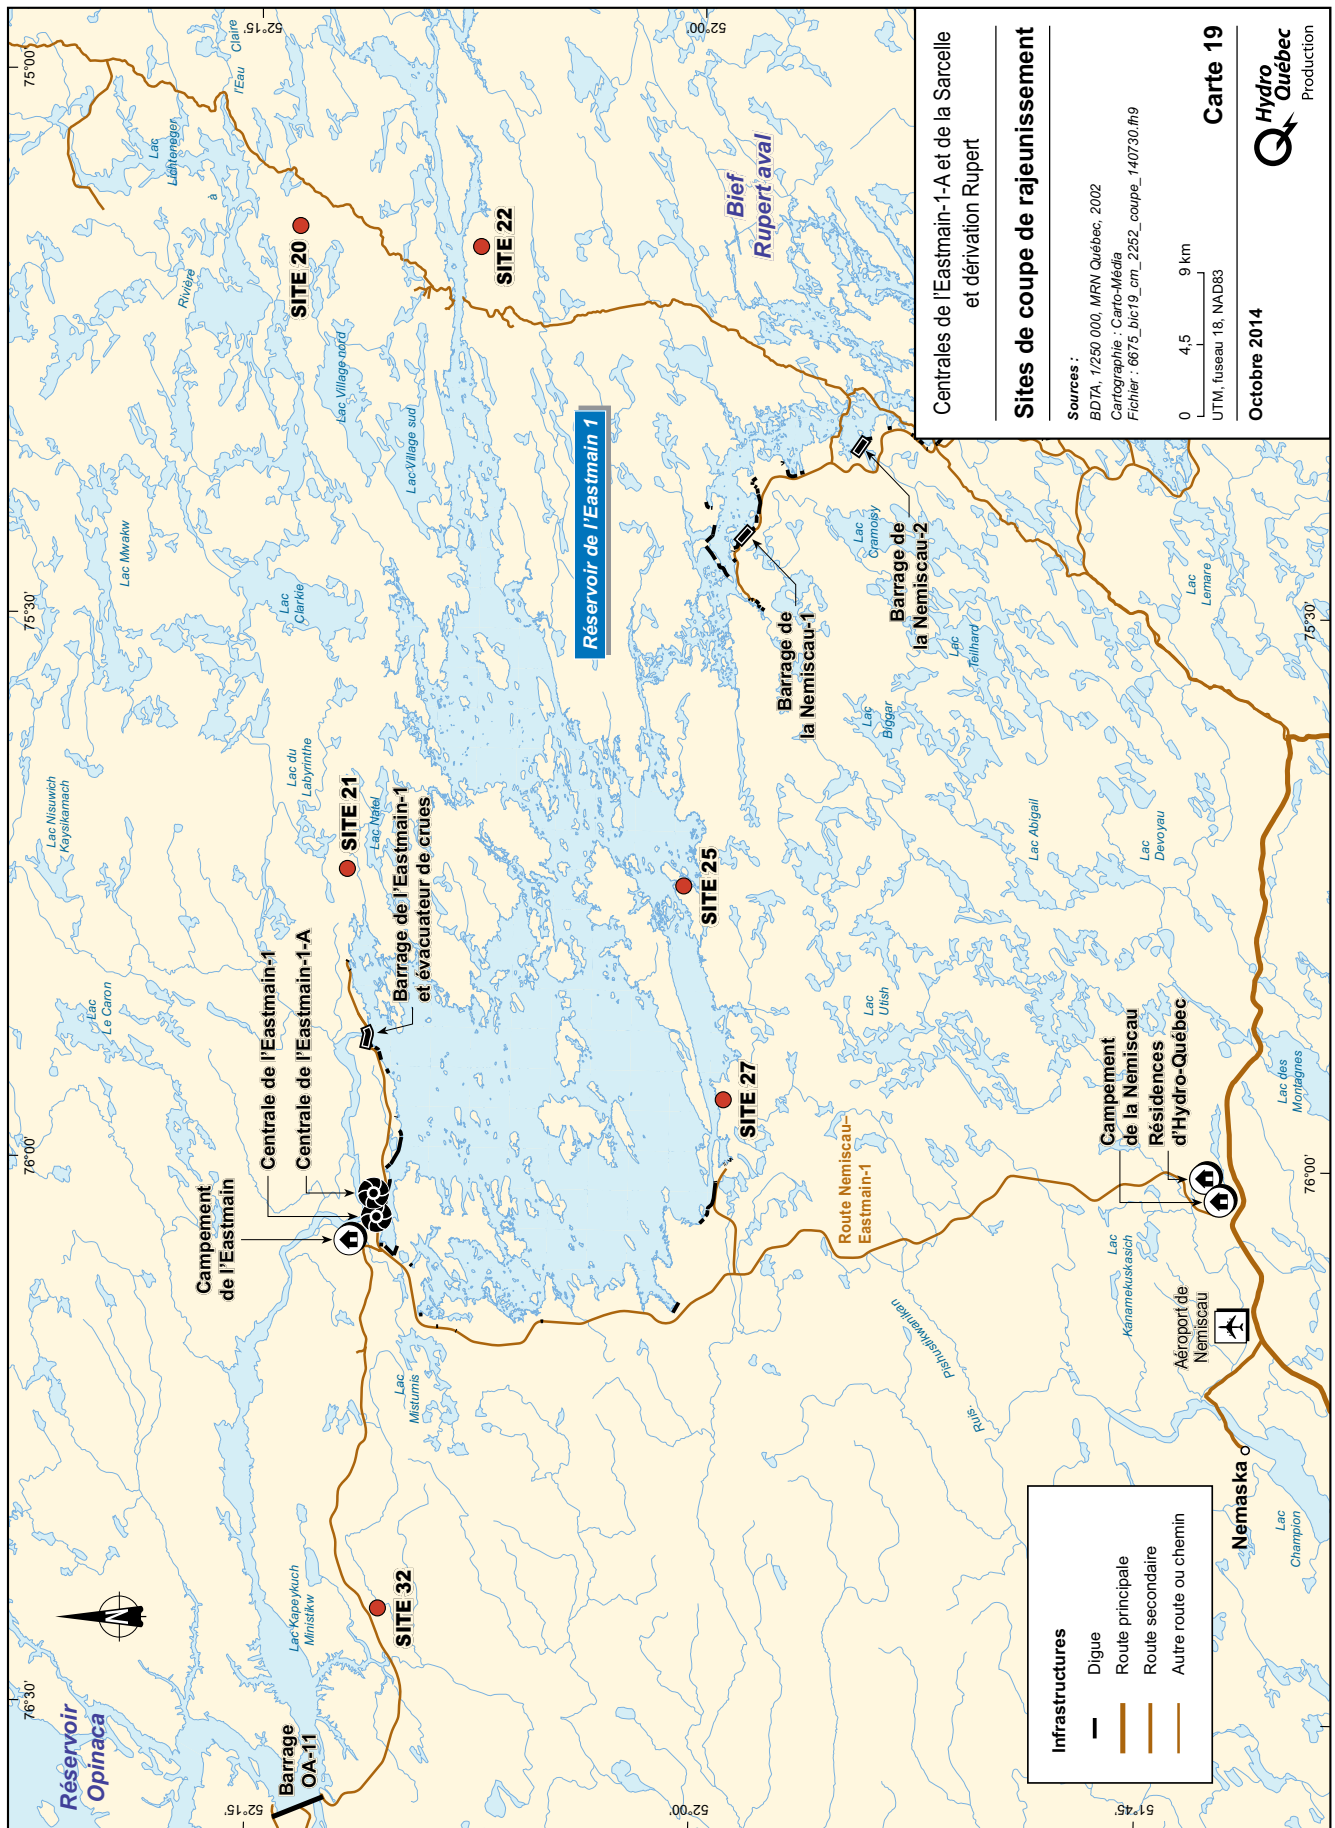 Réservoir
Opinaca
Barrage
OA-11
Lac Kapeykuch
Ministikw
SITE 32
Campement
de l'Eastmain
Centrale de l'Eastmain-1
Centrale de l'Eastmain-1-A
Barrage de l'Eastmain-1
et évacuateur de crues
Lac
Le Caron
Lac Nisuwich
Kaysikamach
Lac du
Labyrinthe
SITE 21
Lac Natel
Lac Mwakw
Lac
Clarkie
Lac Village nord
Lac Village sud
Rivière
à
l'Eau
Claire
Lac
Lichteneger
SITE 20
SITE 22
Réservoir de l'Eastmain 1
Bief
Rupert aval
Lac
Mistumis
SITE 25
SITE 27
Barrage de
la Nemiscau-1
Barrage de
la Nemiscau-2
Lac
Cramoisy
Lac
Teilhard
Lac
Biggar
Lac
Lemare
Lac Abigail
Lac
Devoyau
Lac
Utish
Route Nemiscau–
Eastmain-1
Ruis.
Pishustikwanikan
Lac
Kanamekuskasich
Campement
de la Nemiscau
Résidences
d'Hydro-Québec
Lac des
Montagnes
Aéroport de
Nemiscau
Nemaska
Lac
Champion
76°30'
76°00'
75°30'
75°00'
76°00'
75°30'
52°15'
52°00'
51°45'
52°15'
52°00'
N
Infrastructures
Digue
Route principale
Route secondaire
Autre route ou chemin
Centrales de l'Eastmain-1-A et de la Sarcelle
et dérivation Rupert
Sites de coupe de rajeunissement
Sources :
BDTA, 1/250 000, MRN Québec, 2002
Cartographie : Carto-Média
Fichier : 6675_bic19_cm_2252_coupe_140730.fh9
0 4,5 9 km
UTM, fuseau 18, NAD83
Octobre 2014
Carte 19
Hydro
Québec
Production